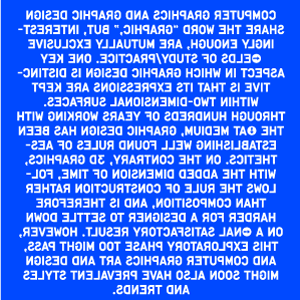 COMPUTER GRAPHICS AND GRAPHIC DESIGN
SHARE THE WORD "GRAPHIC," BUT, INTEREST-
INGLY ENOUGH, ARE MUTUALLY EXCLUSIVE
●ELDS OF STUDY/PRACTICE. ONE KEY
ASPECT IN WHICH GRAPHIC DESIGN IS DISTINC-
TIVE IS THAT ITS EXPRESSIONS ARE KEPT
WITHIN TWO-DIMENSIONAL SURFACES.
THROUGH HUNDREDS OF YEARS WORKING WITH
THE ●AT MEDIUM, GRAPHIC DESIGN HAS BEEN
ESTABLISHING WELL FOUND RULES OF AES-
THETICS. ON THE CONTRARY, 3D GRAPHICS,
WITH THE ADDED DIMENSION OF TIME, FOL-
LOWS THE RULE OF CONSTRUCTION RATHER
THAN COMPOSITION, AND IS THEREFORE
HARDER FOR A DESIGNER TO SETTLE DOWN
ON A ●NAL SATISFACTORY RESULT. HOWEVER,
THIS EXPLORATORY PHASE TOO MIGHT PASS,
AND COMPUTER GRAPHICS ART AND DESIGN
MIGHT SOON ALSO HAVE PREVALENT STYLES
AND TRENDS.